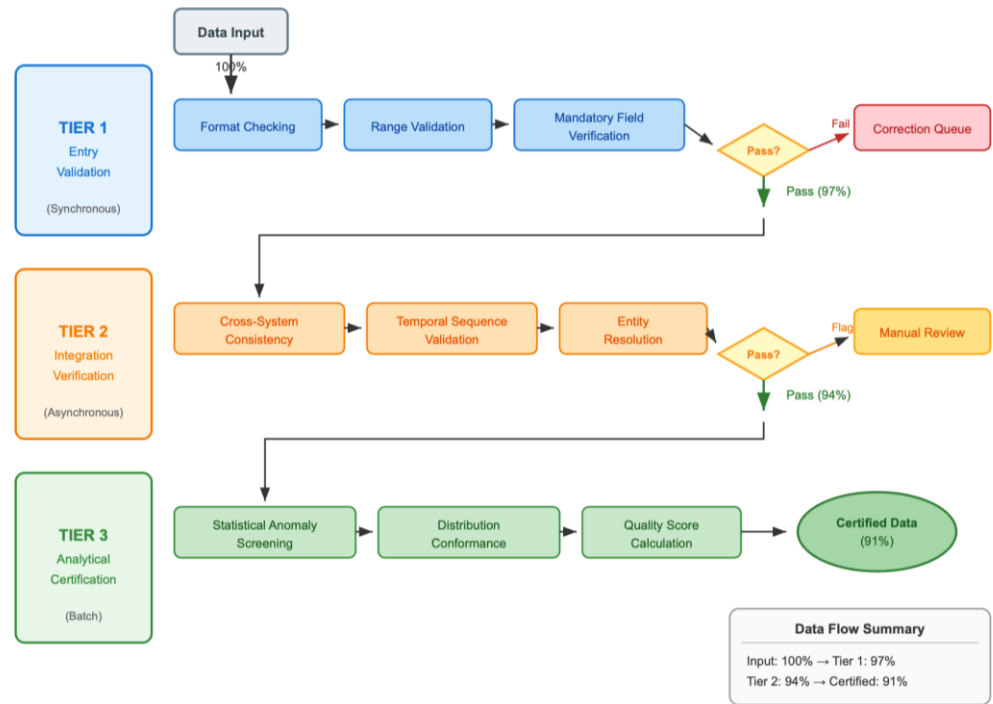 Data Input
100%
TIER 1
Entry
Validation
(Synchronous)
Format Checking
Range Validation
Mandatory Field
Verification
Pass?
Fail
Correction Queue
Pass (97%)
TIER 2
Integration
Verification
(Asynchronous)
Cross-System
Consistency
Temporal Sequence
Validation
Entity
Resolution
Pass?
Flag
Manual Review
Pass (94%)
TIER 3
Analytical
Certification
(Batch)
Statistical Anomaly
Screening
Distribution
Conformance
Quality Score
Calculation
Certified Data
(91%)
Data Flow Summary
Input: 100% → Tier 1: 97%
Tier 2: 94% → Certified: 91%